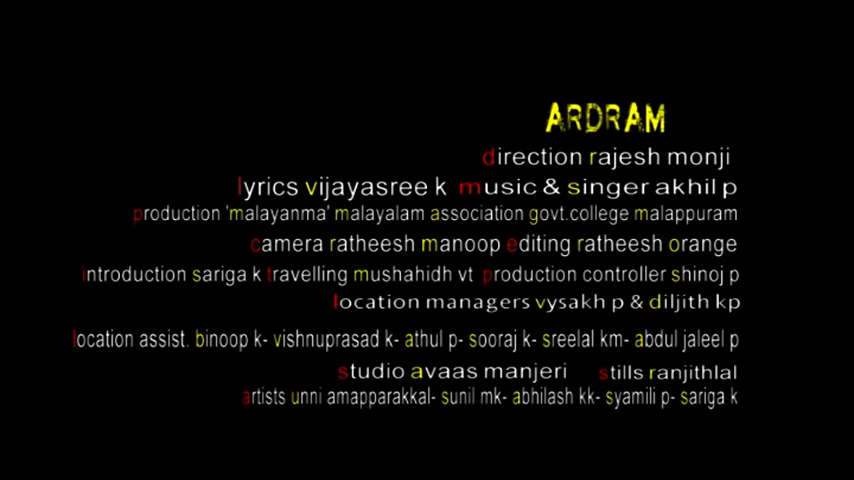 ARDRAM
direction rajesh monji
lyrics vijayasree k music & singer akhil p
production 'malayanma' malayalam association govt.college malappuram
camera ratheesh manoop editing ratheesh orange
introduction sariga k travelling mushahidh vt production controller shinoj p
location managers vysakh p & diljith kp
location assist. binoop k- vishnuprasad k- athul p- sooraj k- sreelal km- abdul jaleel p
studio avaas manjeri stills ranjithlal
artists unni amapparakkal- sunil mk- abhilash kk- syamili p- sariga k